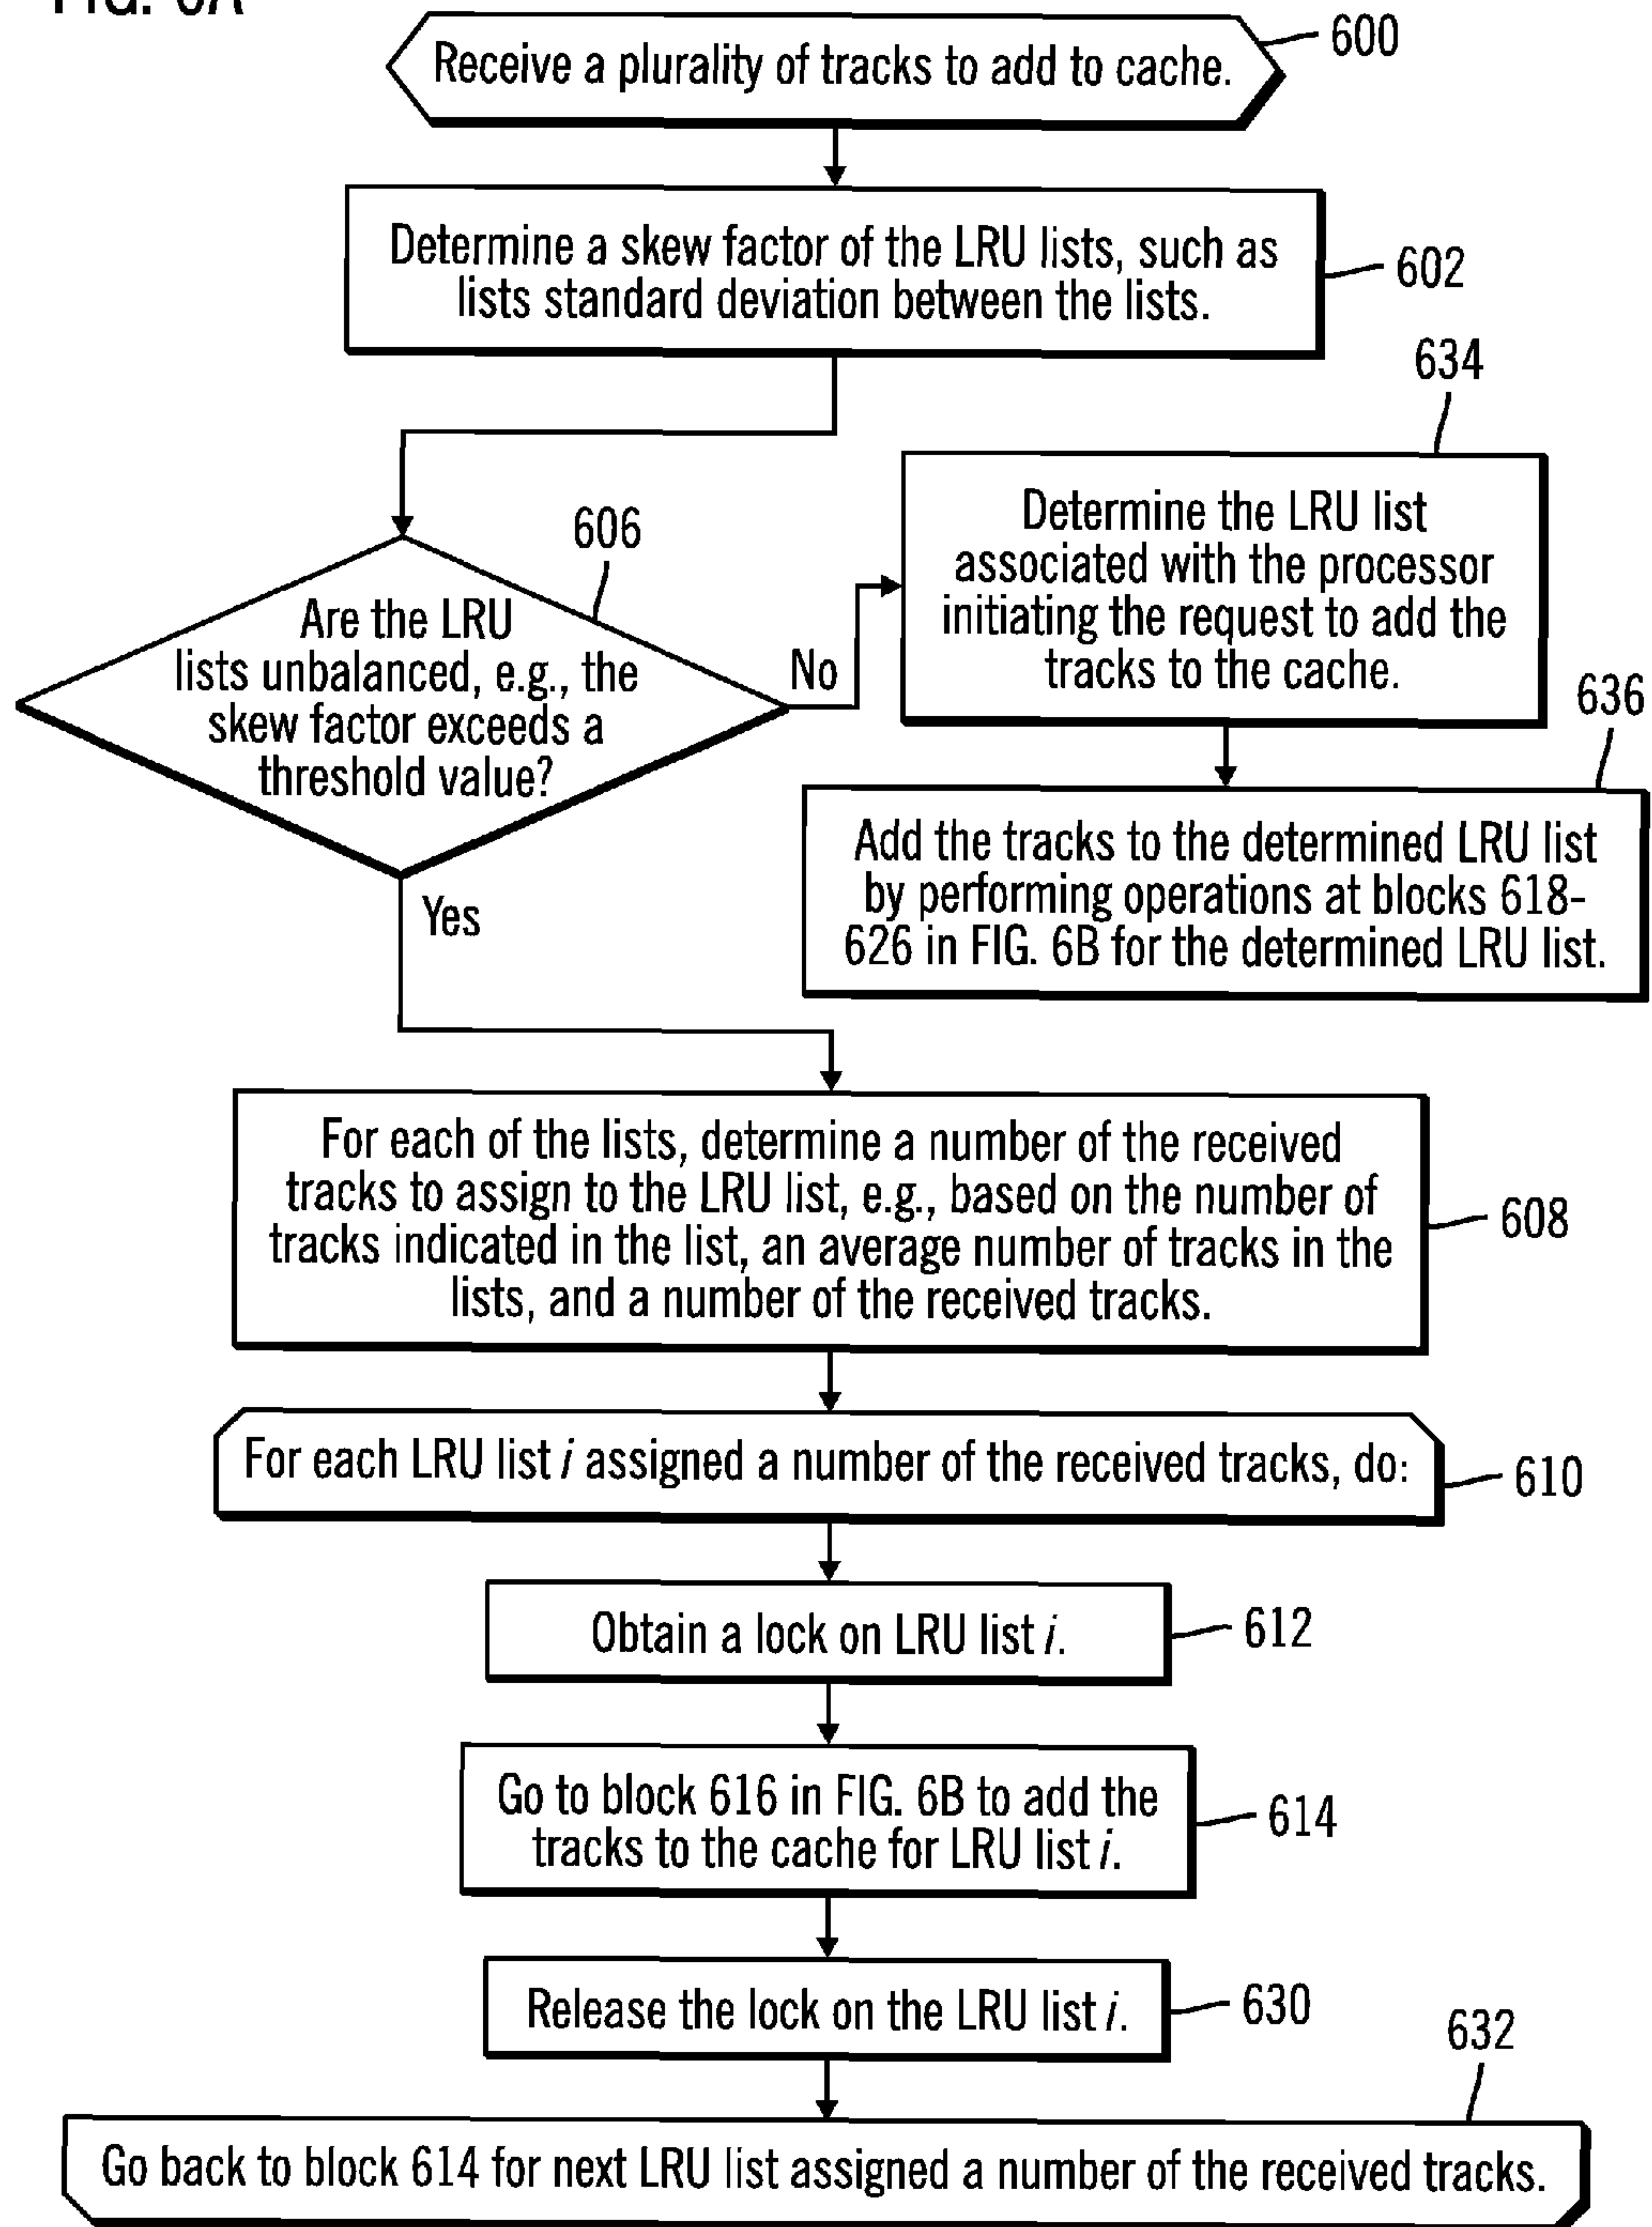 FIG. 6A
Receive a plurality of tracks to add to cache.
600
Determine a skew factor of the LRU lists, such as
lists standard deviation between the lists.
602
634
Determine the LRU list
associated with the processor
initiating the request to add the
tracks to the cache.
606
Are the LRU
lists unbalanced, e.g., the
skew factor exceeds a
threshold value?
No
636
Add the tracks to the determined LRU list
by performing operations at blocks 618-
626 in FIG. 6B for the determined LRU list.
Yes
For each of the lists, determine a number of the received
tracks to assign to the LRU list, e.g., based on the number of
tracks indicated in the list, an average number of tracks in the
lists, and a number of the received tracks.
608
For each LRU list i assigned a number of the received tracks, do:
610
Obtain a lock on LRU list i.
612
Go to block 616 in FIG. 6B to add the
tracks to the cache for LRU list i.
614
Release the lock on the LRU list i.
630
632
Go back to block 614 for next LRU list assigned a number of the received tracks.